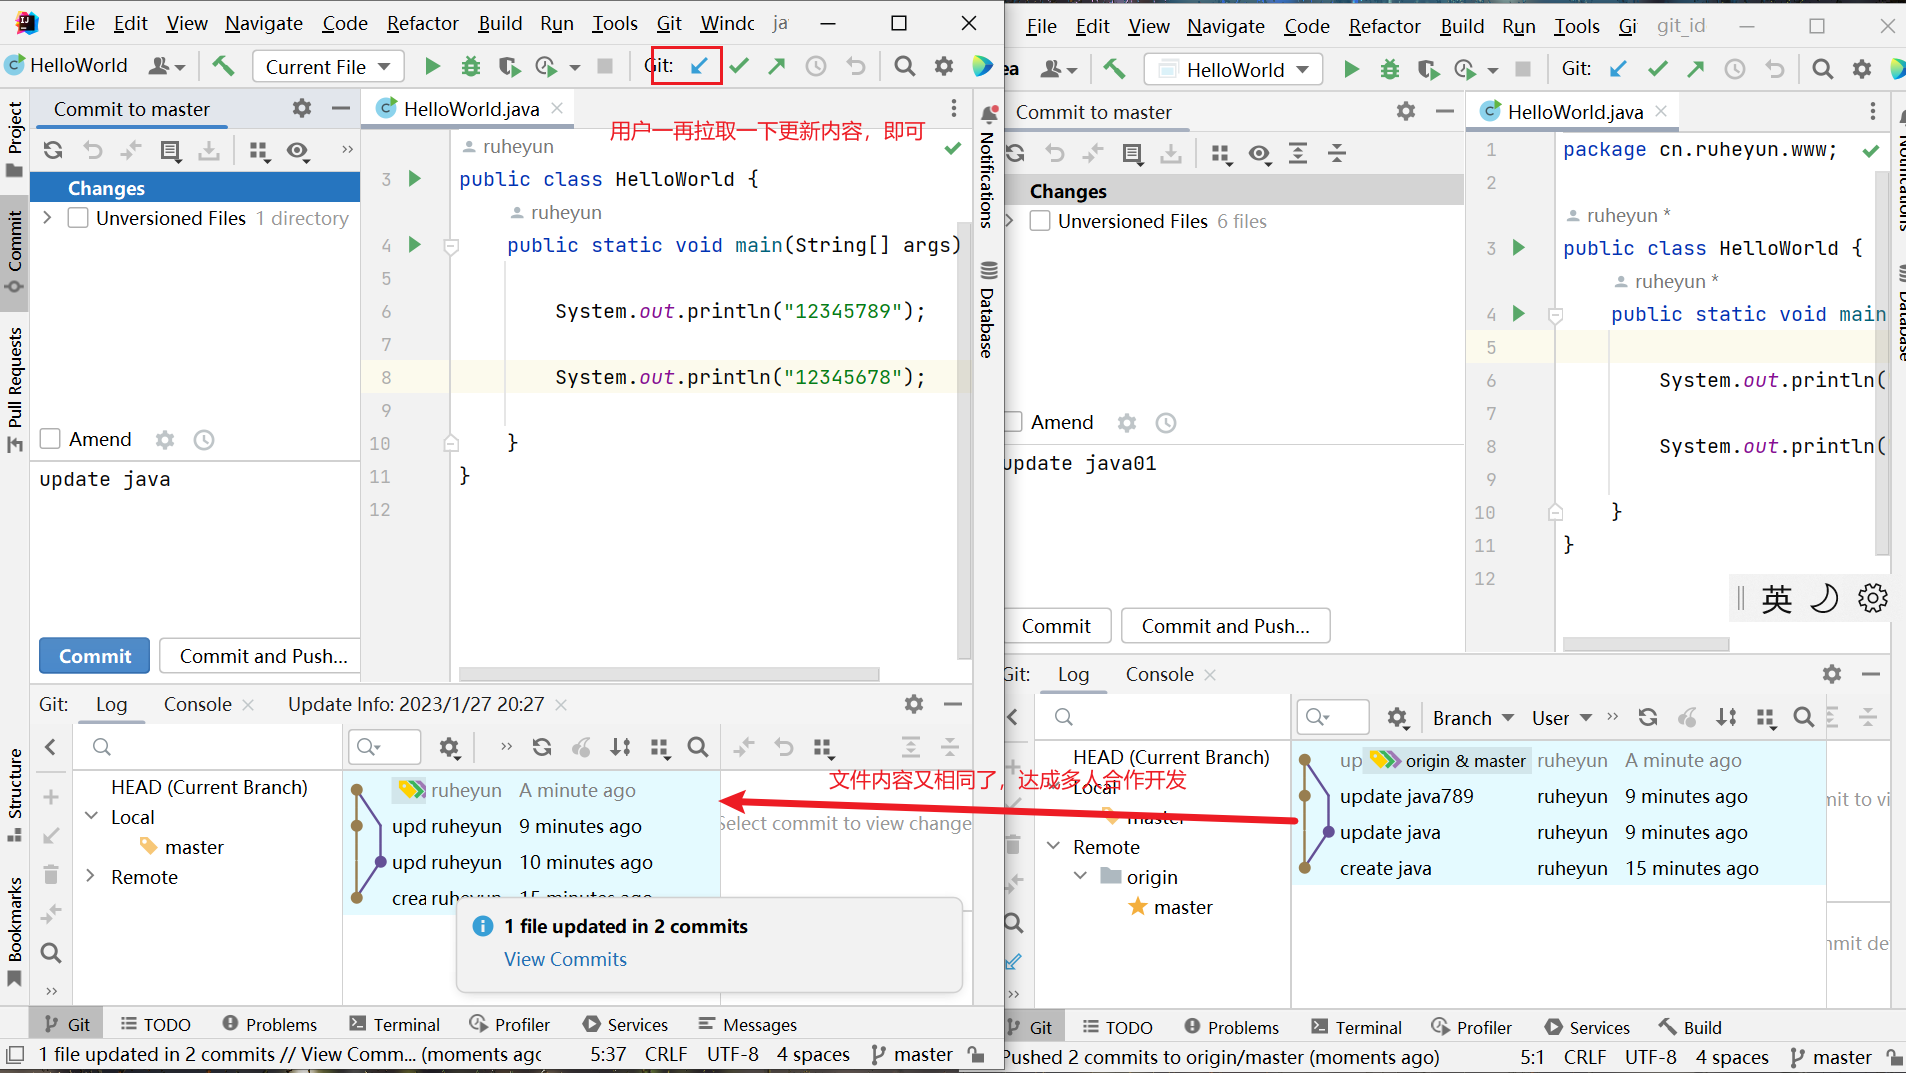 File Edit View Navigate Code Refactor Build Run Tools Git Windc ja
HelloWorld Current File Git:
Project
Commit to master
HelloWorld.java
用户一再拉取一下更新内容，即可
Changes
Unversioned Files 1 directory
Commit
Pull Requests
ruheyun
3 public class HelloWorld {
ruheyun
4 public static void main(String[] args)
5
6 System.out.println("12345789");
7
8 System.out.println("12345678");
9
10 }
11 }
12
Notifications
Database
Amend
update java
Commit Commit and Push...
Git: Log Console Update Info: 2023/1/27 20:27
HEAD (Current Branch)
Local
master
Remote
ruheyun A minute ago
upd ruheyun 9 minutes ago
upd ruheyun 10 minutes ago
crea ruheyun 15 minutes ago
Select commit to view change
文件内容又相同了，达成多人合作开发
1 file updated in 2 commits
View Commits
Structure
Bookmarks
Git TODO Problems Terminal Profiler Services Messages
1 file updated in 2 commits // View Comm... (moments agc 5:37 CRLF UTF-8 4 spaces master
File Edit View Navigate Code Refactor Build Run Tools Gi git_id
ea HelloWorld Git:
Commit to master
HelloWorld.java
Changes
Unversioned Files 6 files
1 package cn.ruheyun.www;
2
ruheyun *
3 public class HelloWorld {
ruheyun *
4 public static void main
5
6 System.out.println(
7
8 System.out.println(
9
10 }
11 }
12
Notifications
Database
Amend
update java01
英
Commit Commit and Push...
Git: Log Console
Branch User
HEAD (Current Branch)
Local
master
Remote
origin
master
up origin & master ruheyun A minute ago
update java789 ruheyun 9 minutes ago
update java ruheyun 9 minutes ago
create java ruheyun 15 minutes ago
mit to vi
mmit de
Git TODO Problems Terminal Profiler Services Build
Pushed 2 commits to origin/master (moments ago) 5:1 CRLF UTF-8 4 spaces master